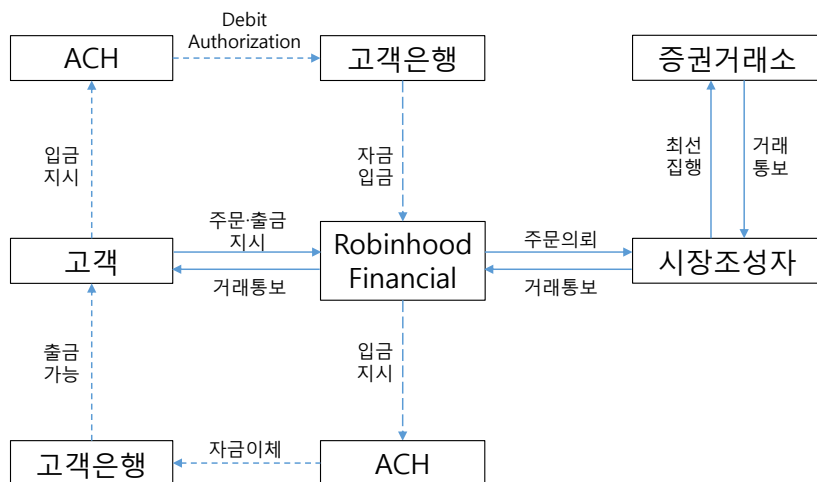 Debit
Authorization
ACH
고객은행
증권거래소
입금
지시
자금
입금
최선
집행
거래
통보
주문·출금
지시
고객
Robinhood
Financial
주문의뢰
시장조성자
거래통보
거래통보
출금
가능
입금
지시
고객은행
자금이체
ACH